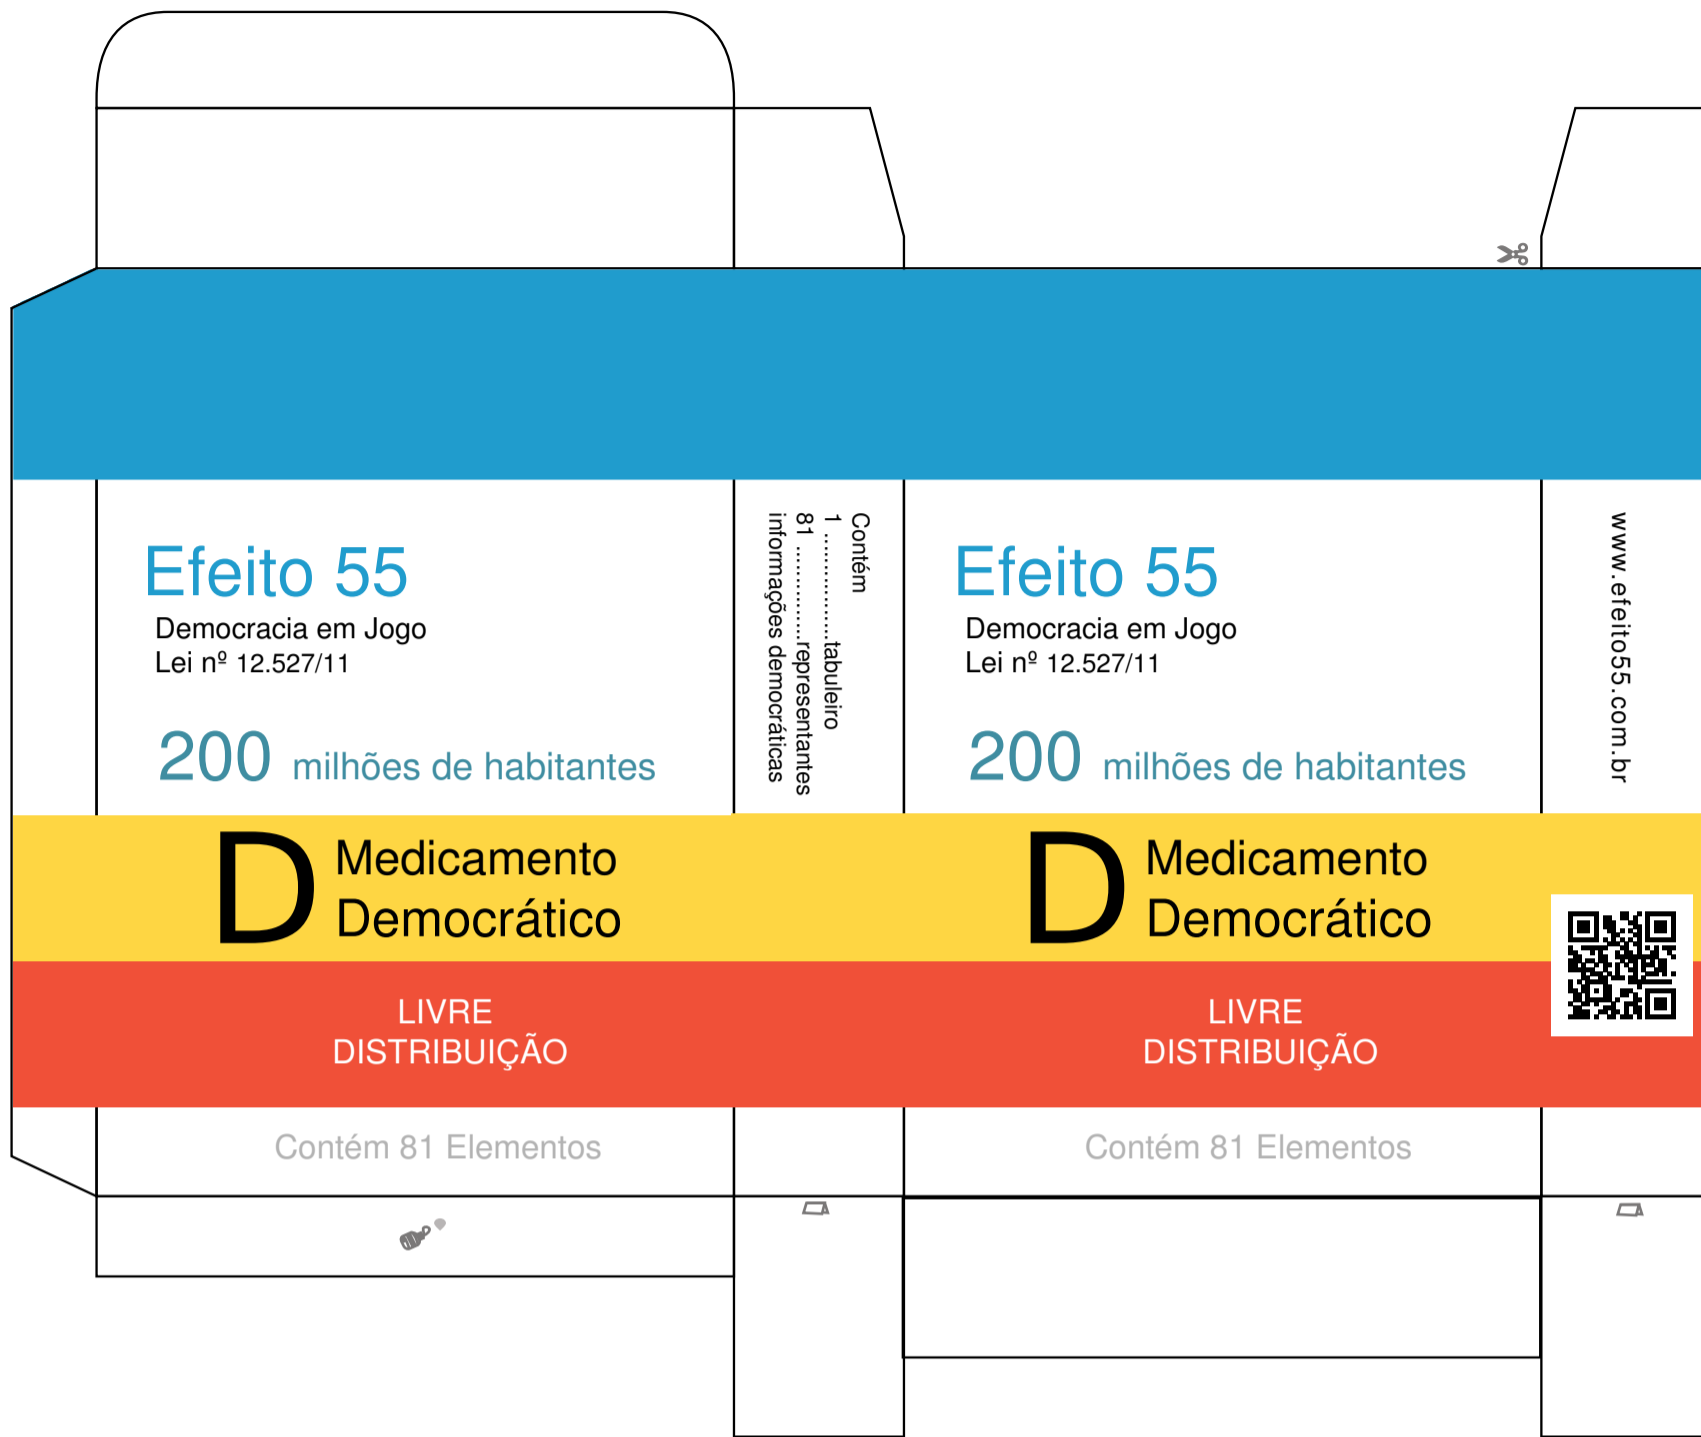 Efeito 55
Democracia em Jogo
Lei nº 12.527/11
200 milhões de habitantes
D Medicamento
Democrático
LIVRE
DISTRIBUIÇÃO
Contém 81 Elementos
Contém
1 ..................tabuleiro
81 ................representantes
informações democráticas
Efeito 55
Democracia em Jogo
Lei nº 12.527/11
200 milhões de habitantes
D Medicamento
Democrático
LIVRE
DISTRIBUIÇÃO
Contém 81 Elementos
www.efeito55.com.br